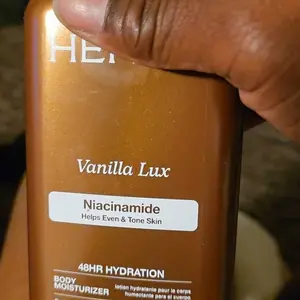 Vanilla Lux
Niacinamide
Helps Even & Tone Skin
48HR HYDRATION
BODY lotion hydratante pour le corps
MOISTURIZER humectante para el cuerpo